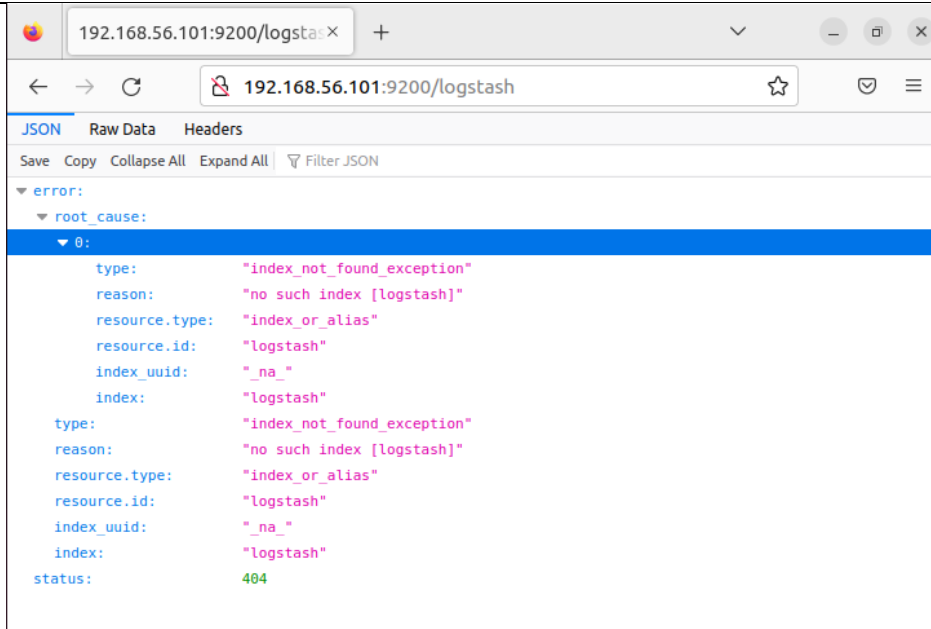 192.168.56.101:9200/logstas
192.168.56.101:9200/logstash
JSON Raw Data Headers
Save Copy Collapse All Expand All Filter JSON
error:
root_cause:
0:
type: "index_not_found_exception"
reason: "no such index [logstash]"
resource.type: "index_or_alias"
resource.id: "logstash"
index_uuid: "_na_"
index: "logstash"
type: "index_not_found_exception"
reason: "no such index [logstash]"
resource.type: "index_or_alias"
resource.id: "logstash"
index_uuid: "_na_"
index: "logstash"
status: 404